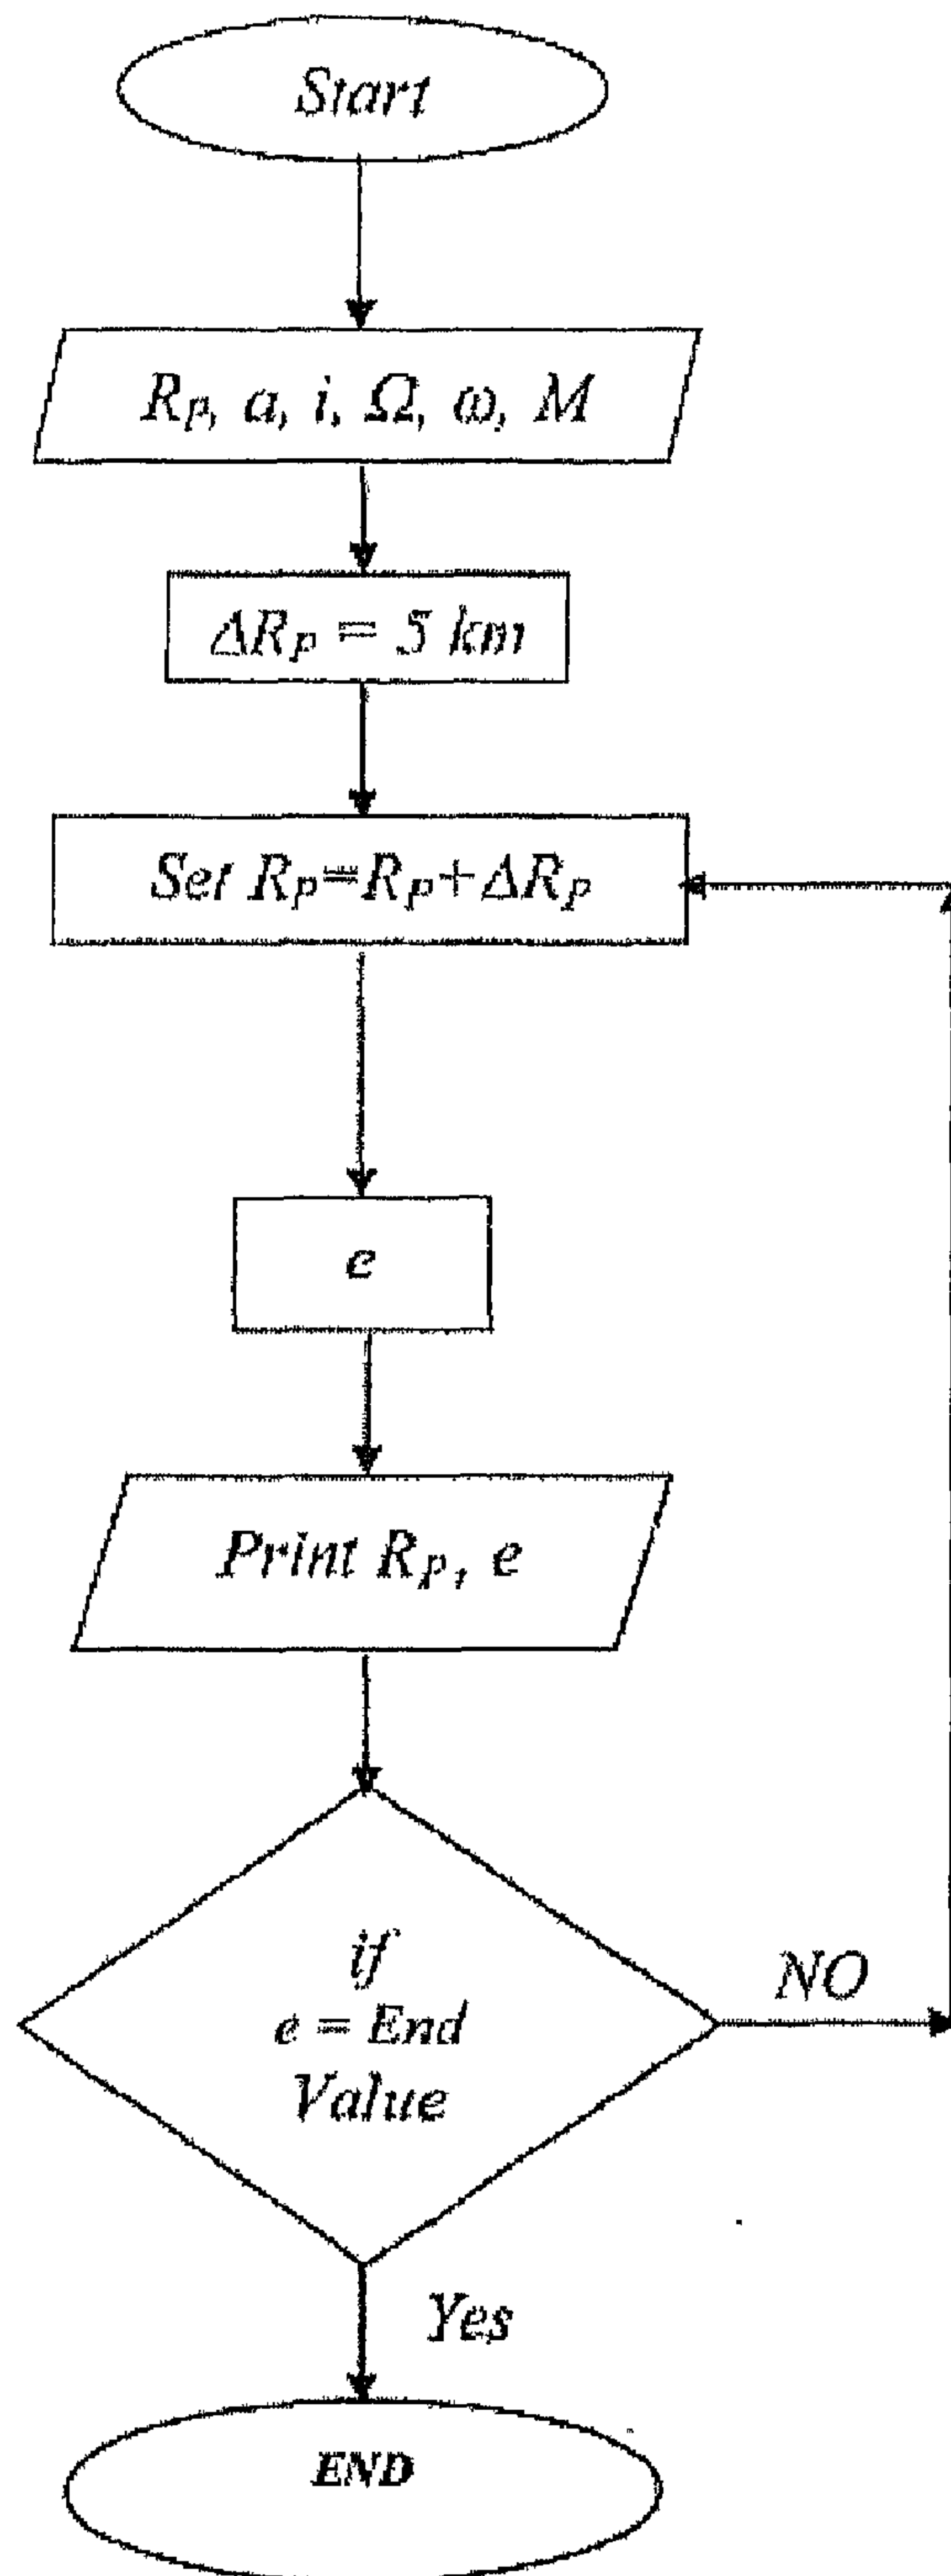 Start
Rp, a, i, Ω, ω, M
ΔRp = 5 km
Set Rp=Rp+ΔRp
e
Print Rp, e
if
e = End
Value
NO
Yes
END